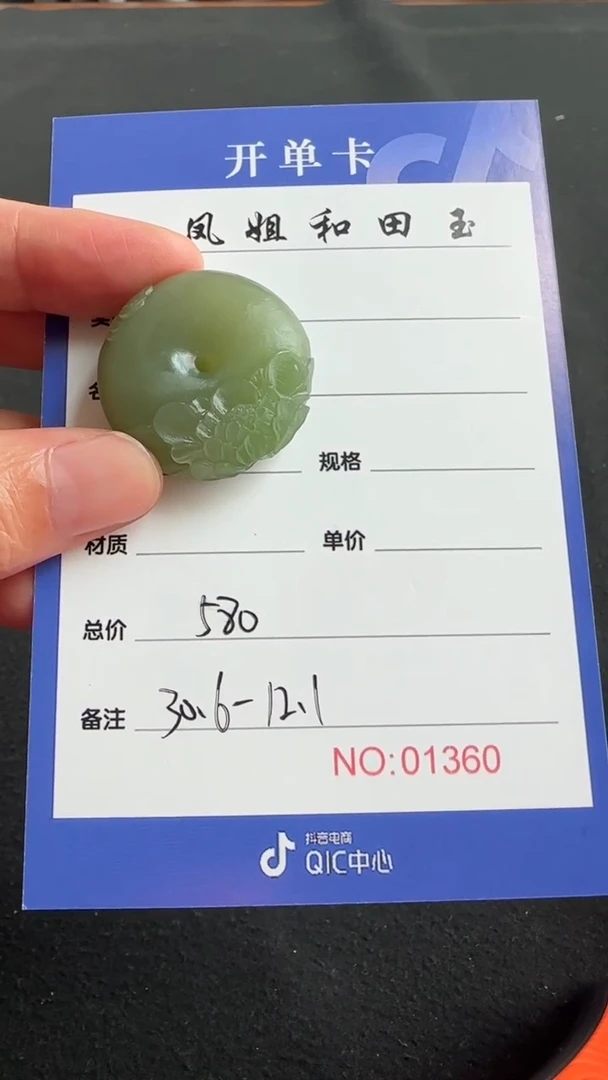 开单卡
凤姐和田玉
规格
材质
单价
总价 580
备注 30.6-12.1
NO:01360
抖音电商
QIC中心